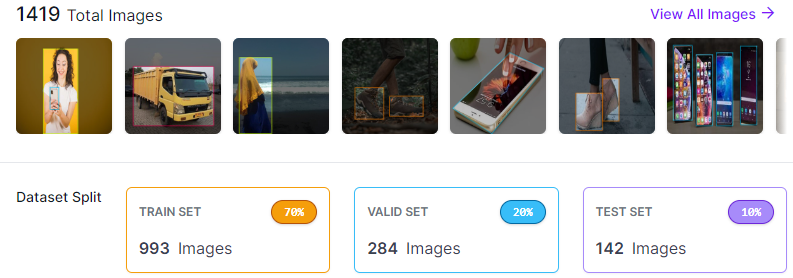 1419 Total Images
View All Images →
Dataset Split
TRAIN SET 70%
993 Images
VALID SET 20%
284 Images
TEST SET 10%
142 Images